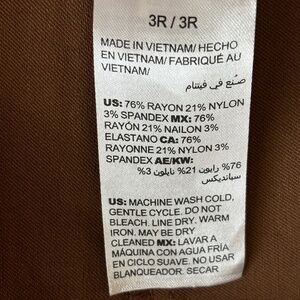 3R / 3R
MADE IN VIETNAM/ HECHO
EN VIETNAM/ FABRIQUÉ AU
VIETNAM/
صنع في فيتنام
US: 76% RAYON 21% NYLON
3% SPANDEX MX: 76%
RAYÓN 21% NAILON 3%
ELASTANO CA: 76%
RAYONNE 21% NYLON 3%
SPANDEX AE/KW:
76% رايون 21% نايلون 3%
سبانديكس
US: MACHINE WASH COLD,
GENTLE CYCLE. DO NOT
BLEACH. LINE DRY. WARM
IRON. MAY BE DRY
CLEANED MX: LAVAR A
MÁQUINA CON AGUA FRÍA
EN CICLO SUAVE. NO USAR
BLANQUEADOR. SECAR